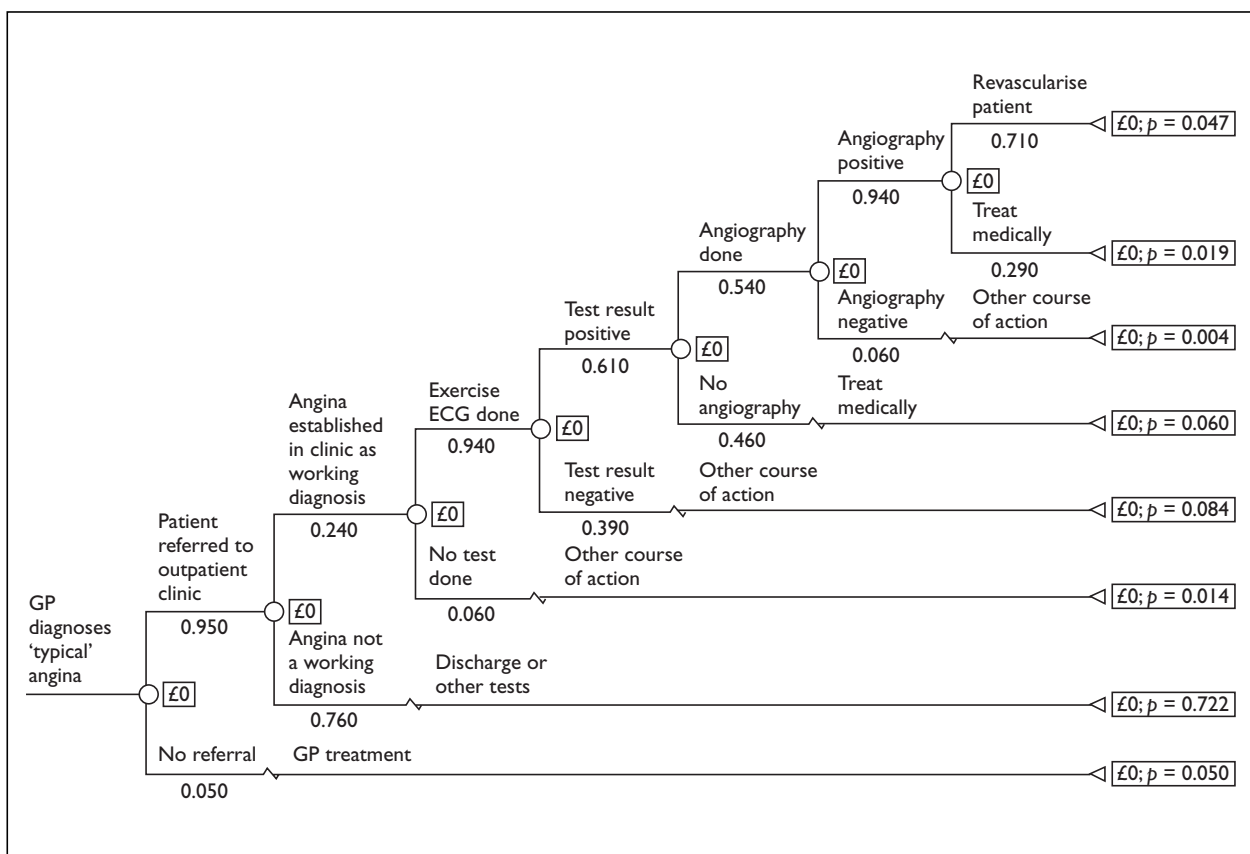 Revascularise
patient
£0; p = 0.047
0.710
Angiography
positive
£0
0.940
Treat
medically
£0; p = 0.019
0.290
Angiography
done
£0
0.540
Angiography
negative
Other course
of action
£0; p = 0.004
0.060
Test result
positive
£0
0.610
No
angiography
Treat
medically
£0; p = 0.060
0.460
Exercise
ECG done
£0
0.940
Test result
negative
Other course
of action
£0; p = 0.084
0.390
Angina
established
in clinic as
working
diagnosis
£0
0.240
No test
done
Other course
of action
£0; p = 0.014
0.060
Patient
referred to
outpatient
clinic
£0
0.950
Angina not
a working
diagnosis
Discharge or
other tests
£0; p = 0.722
0.760
GP
diagnoses
‘typical’
angina
£0
No referral
GP treatment
£0; p = 0.050
0.050